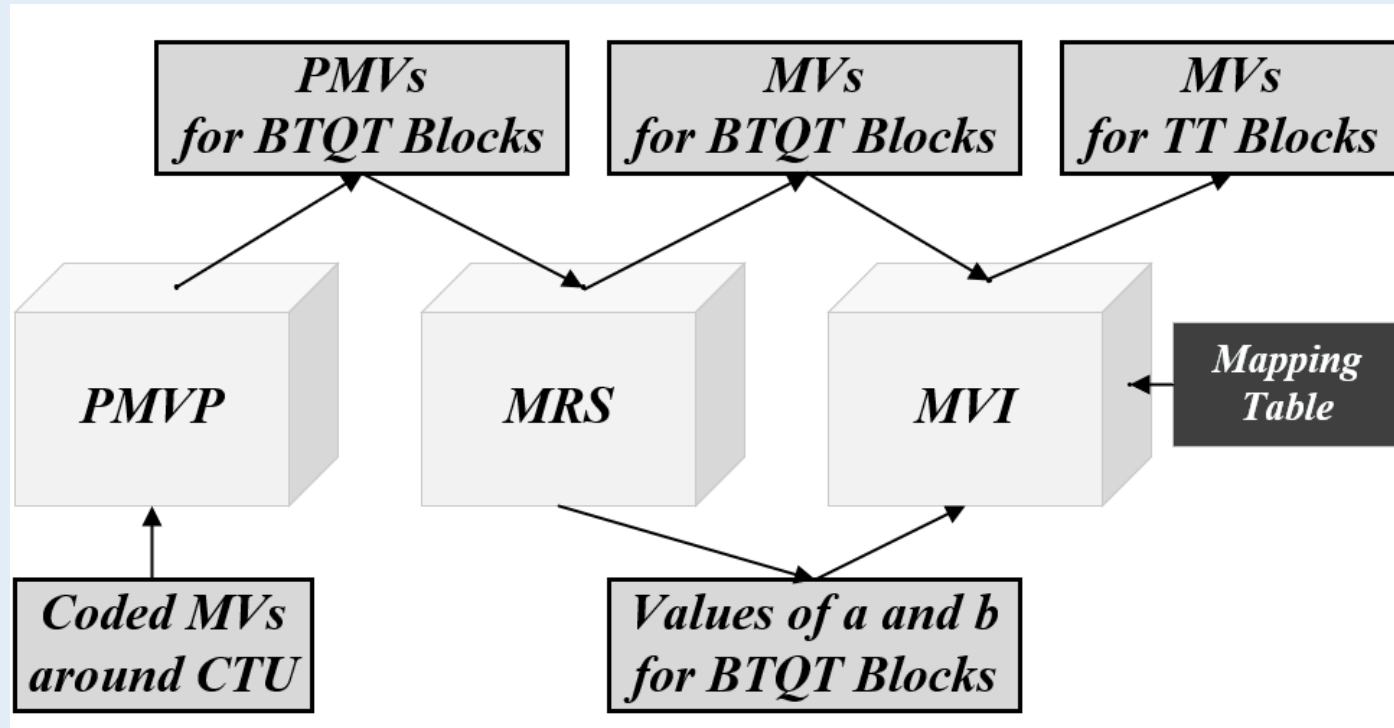 PMVs
for BTQT Blocks
MVs
for BTQT Blocks
MVs
for TT Blocks
PMVP
MRS
MVI
Mapping
Table
Coded MVs
around CTU
Values of a and b
for BTQT Blocks